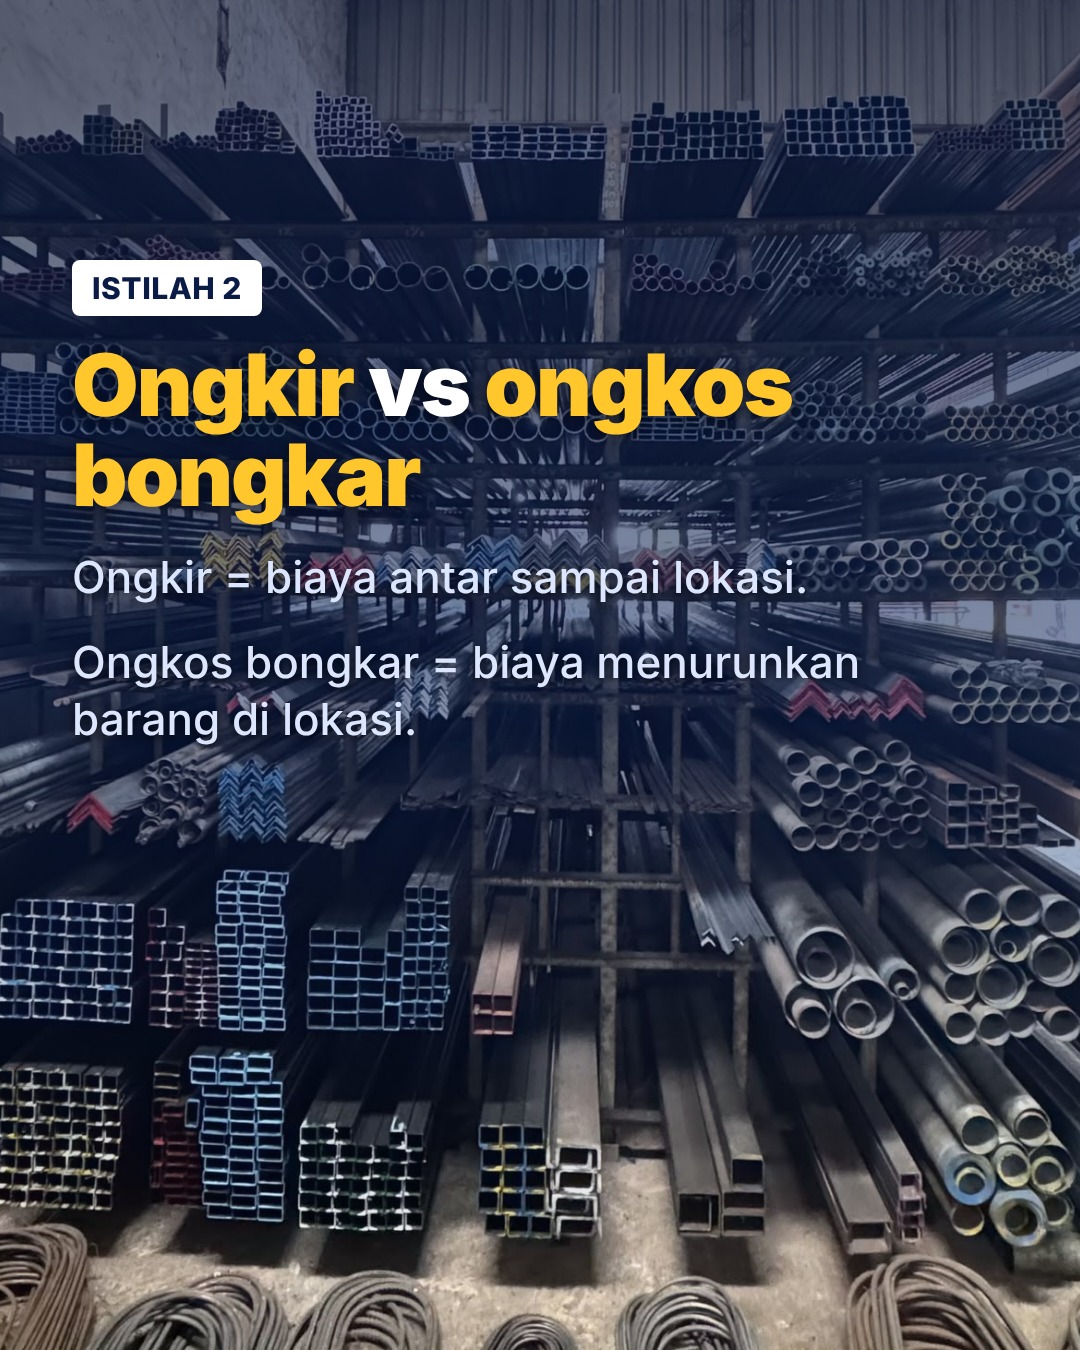 ISTILAH 2
Ongkir vs ongkos
bongkar
Ongkir = biaya antar sampai lokasi.
Ongkos bongkar = biaya menurunkan
barang di lokasi.